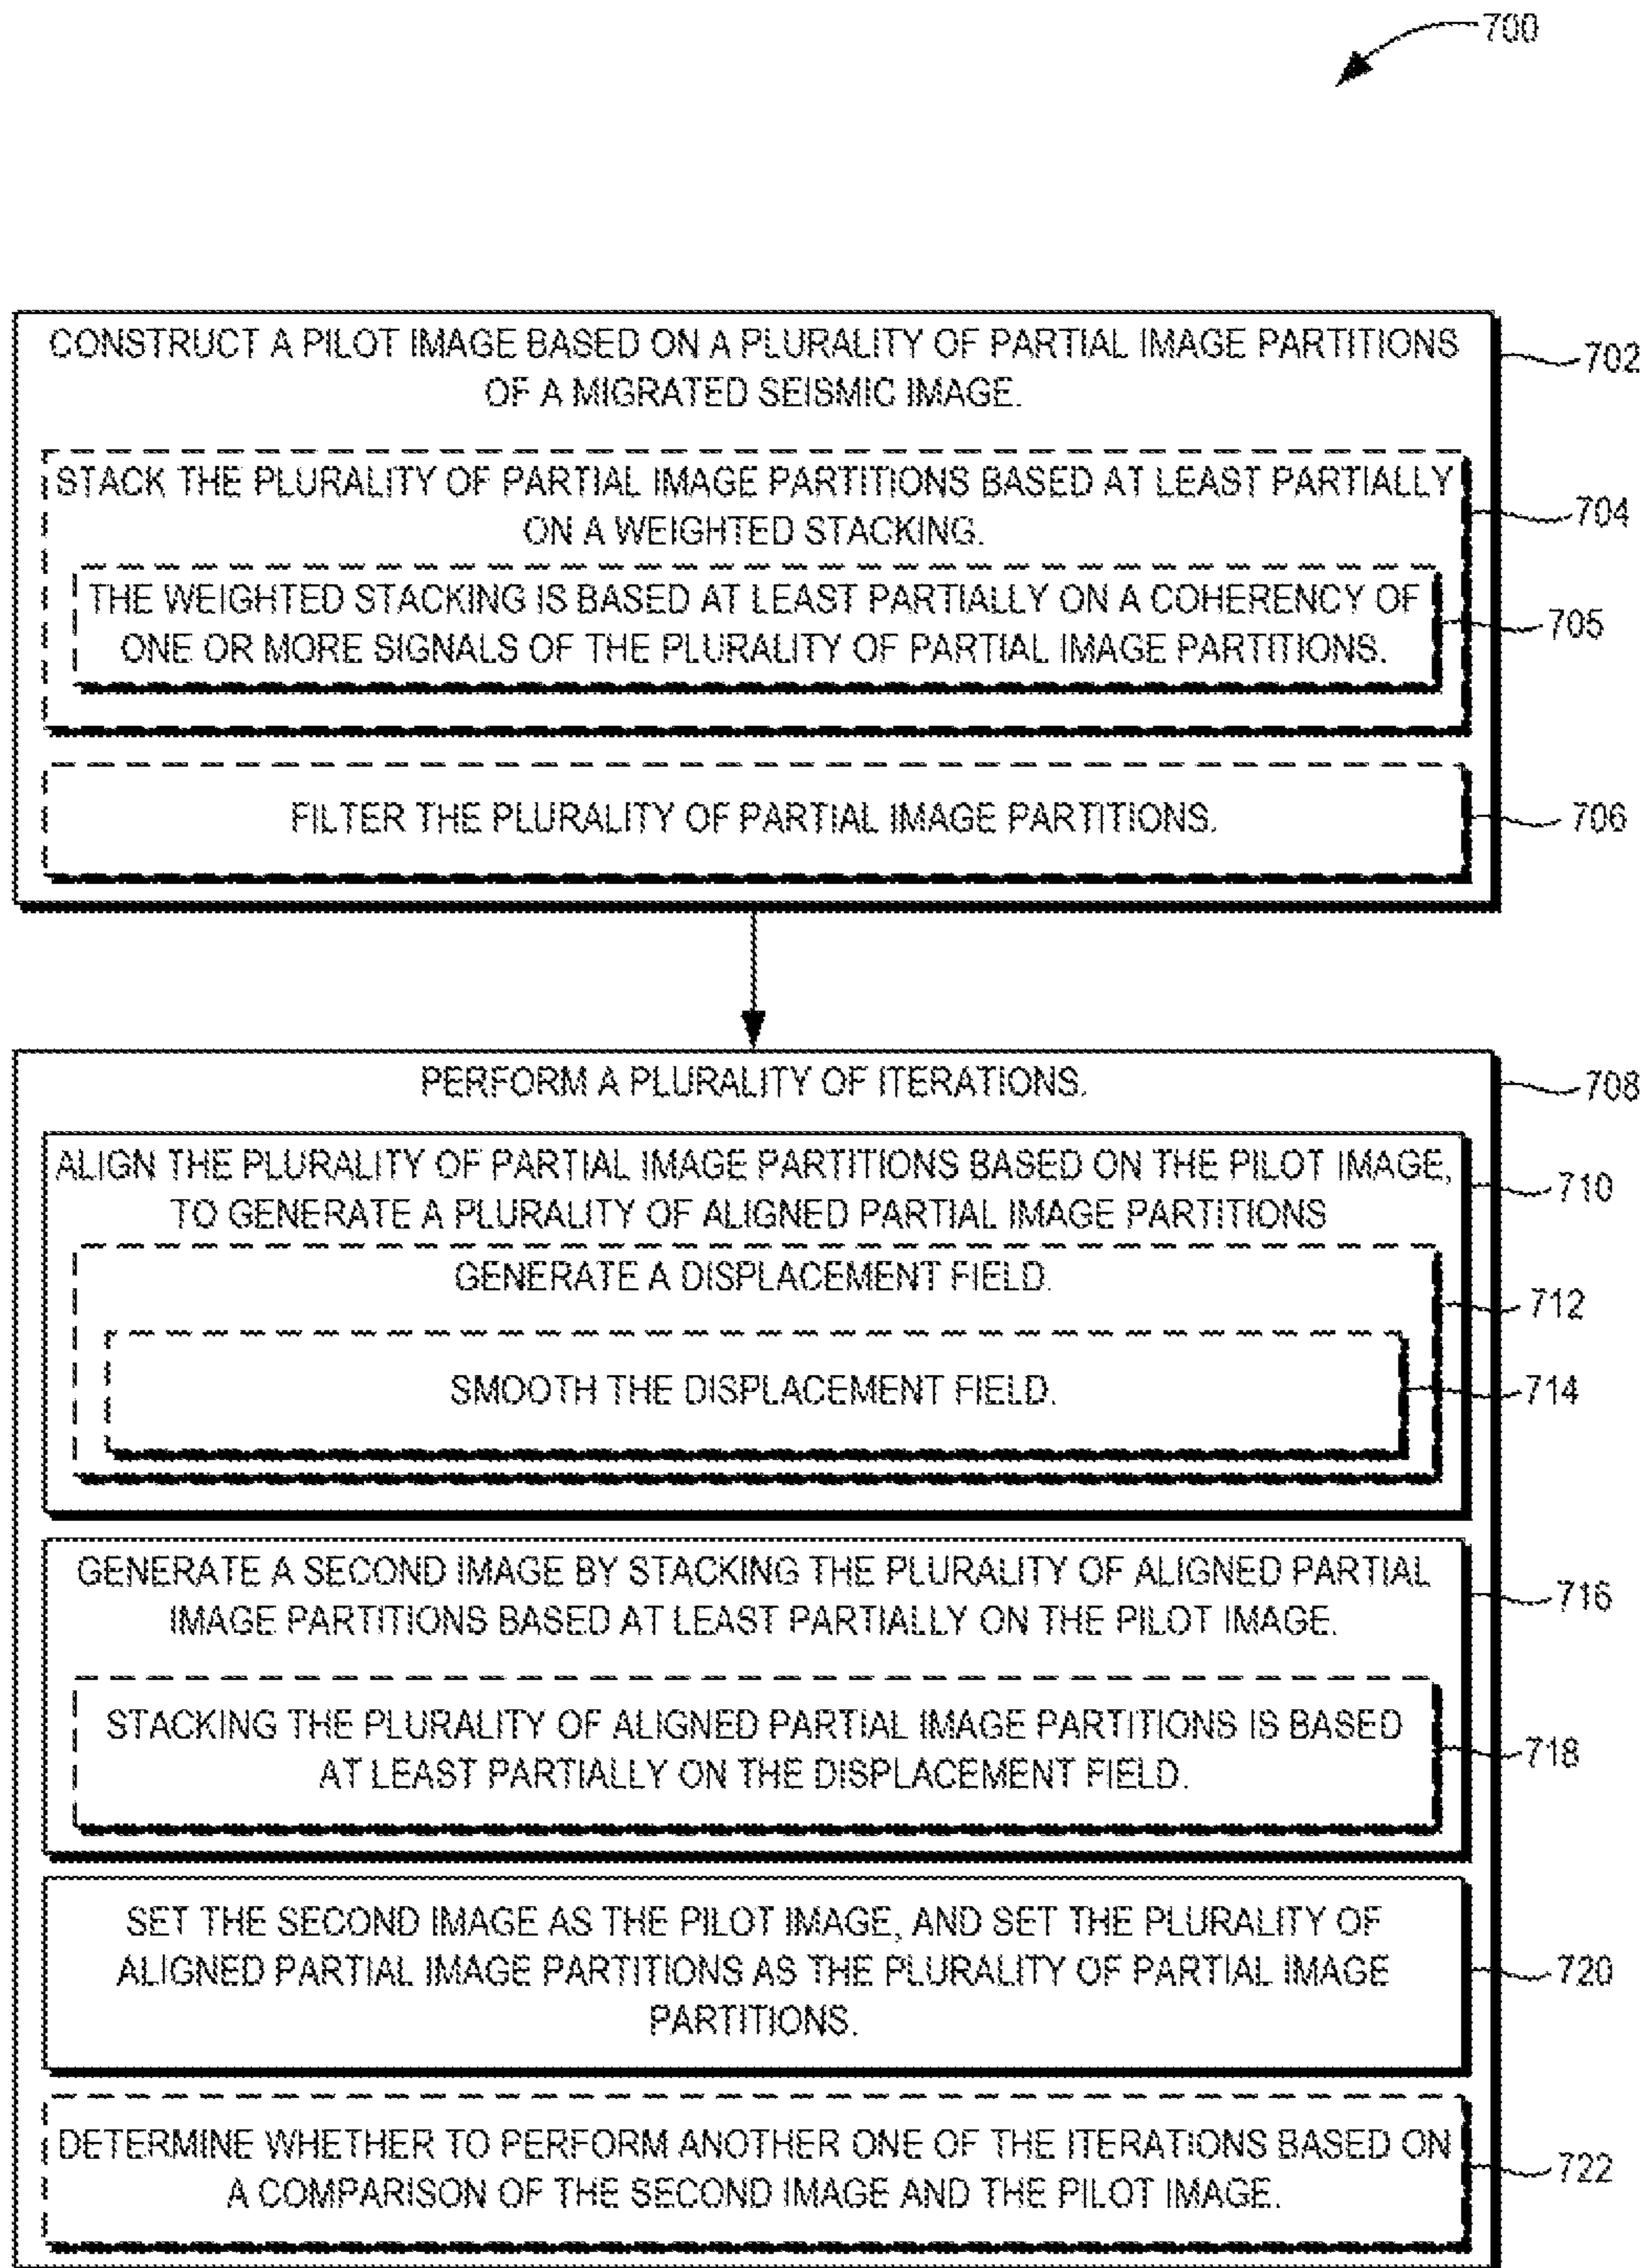 700
CONSTRUCT A PILOT IMAGE BASED ON A PLURALITY OF PARTIAL IMAGE PARTITIONS
OF A MIGRATED SEISMIC IMAGE.
702
STACK THE PLURALITY OF PARTIAL IMAGE PARTITIONS BASED AT LEAST PARTIALLY
ON A WEIGHTED STACKING.
704
THE WEIGHTED STACKING IS BASED AT LEAST PARTIALLY ON A COHERENCY OF
ONE OR MORE SIGNALS OF THE PLURALITY OF PARTIAL IMAGE PARTITIONS.
705
FILTER THE PLURALITY OF PARTIAL IMAGE PARTITIONS.
706
PERFORM A PLURALITY OF ITERATIONS.
708
ALIGN THE PLURALITY OF PARTIAL IMAGE PARTITIONS BASED ON THE PILOT IMAGE,
TO GENERATE A PLURALITY OF ALIGNED PARTIAL IMAGE PARTITIONS
710
GENERATE A DISPLACEMENT FIELD.
712
SMOOTH THE DISPLACEMENT FIELD.
714
GENERATE A SECOND IMAGE BY STACKING THE PLURALITY OF ALIGNED PARTIAL
IMAGE PARTITIONS BASED AT LEAST PARTIALLY ON THE PILOT IMAGE.
716
STACKING THE PLURALITY OF ALIGNED PARTIAL IMAGE PARTITIONS IS BASED
AT LEAST PARTIALLY ON THE DISPLACEMENT FIELD.
718
SET THE SECOND IMAGE AS THE PILOT IMAGE, AND SET THE PLURALITY OF
ALIGNED PARTIAL IMAGE PARTITIONS AS THE PLURALITY OF PARTIAL IMAGE
PARTITIONS.
720
DETERMINE WHETHER TO PERFORM ANOTHER ONE OF THE ITERATIONS BASED ON
A COMPARISON OF THE SECOND IMAGE AND THE PILOT IMAGE.
722